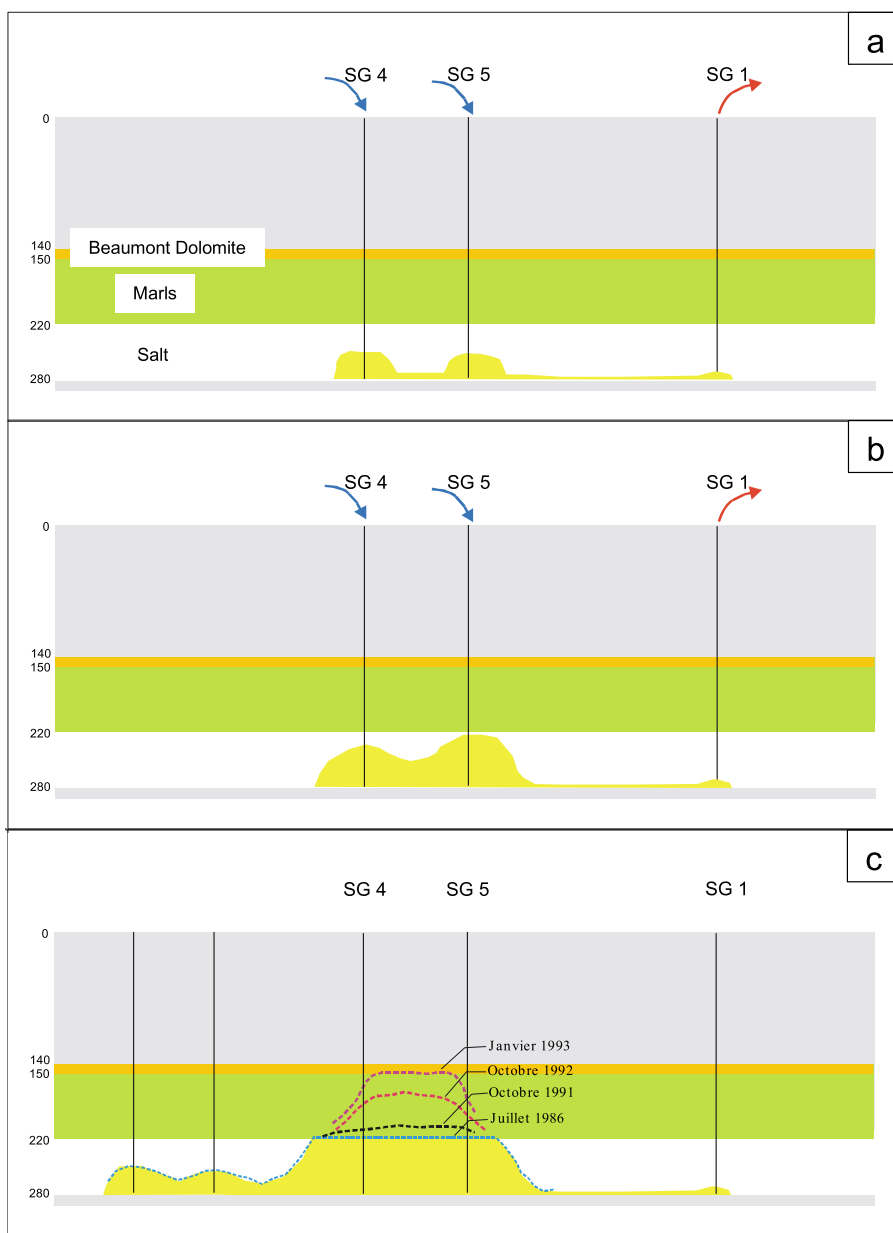 a
SG 4 SG 5 SG 1
0
Beaumont Dolomite
140
150
Marls
220
Salt
280
b
SG 4 SG 5 SG 1
0
140
150
220
280
c
SG 4 SG 5 SG 1
0
Janvier 1993
140
150
Octobre 1992
Octobre 1991
Juillet 1986
220
280